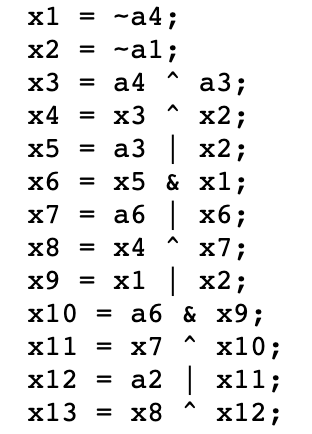 x1 = ~a4;
x2 = ~a1;
x3 = a4 ^ a3;
x4 = x3 ^ x2;
x5 = a3 | x2;
x6 = x5 & x1;
x7 = a6 | x6;
x8 = x4 ^ x7;
x9 = x1 | x2;
x10 = a6 & x9;
x11 = x7 ^ x10;
x12 = a2 | x11;
x13 = x8 ^ x12;